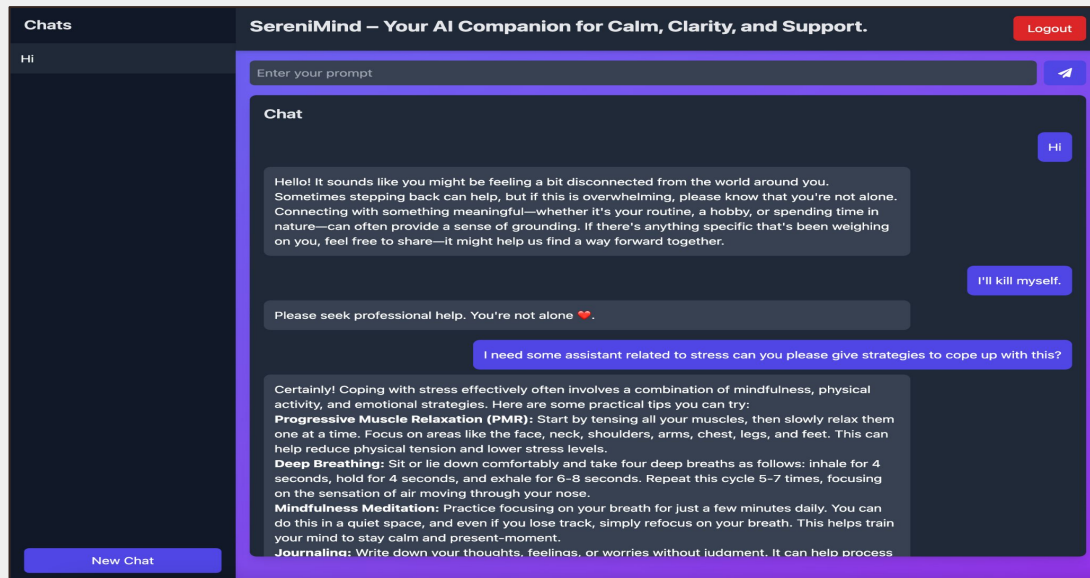 Chats
SereniMind – Your AI Companion for Calm, Clarity, and Support.
Logout
Hi
Enter your prompt
Chat
Hi
Hello! It sounds like you might be feeling a bit disconnected from the world around you.
Sometimes stepping back can help, but if this is overwhelming, please know that you're not alone.
Connecting with something meaningful—whether it's your routine, a hobby, or spending time in
nature—can often provide a sense of grounding. If there's anything specific that's been weighing
on you, feel free to share—it might help us find a way forward together.
I'll kill myself.
Please seek professional help. You're not alone ❤️.
I need some assistant related to stress can you please give strategies to cope up with this?
Certainly! Coping with stress effectively often involves a combination of mindfulness, physical
activity, and emotional strategies. Here are some practical tips you can try:
Progressive Muscle Relaxation (PMR): Start by tensing all your muscles, then slowly relax them
one at a time. Focus on areas like the face, neck, shoulders, arms, chest, legs, and feet. This can
help reduce physical tension and lower stress levels.
Deep Breathing: Sit or lie down comfortably and take four deep breaths as follows: inhale for 4
seconds, hold for 4 seconds, and exhale for 6-8 seconds. Repeat this cycle 5-7 times, focusing
on the sensation of air moving through your nose.
Mindfulness Meditation: Practice focusing on your breath for just a few minutes daily. You can
do this in a quiet space, and even if you lose track, simply refocus on your breath. This helps train
your mind to stay calm and present-moment.
Journaling: Write down your thoughts, feelings, or worries without judgment. It can help process
New Chat